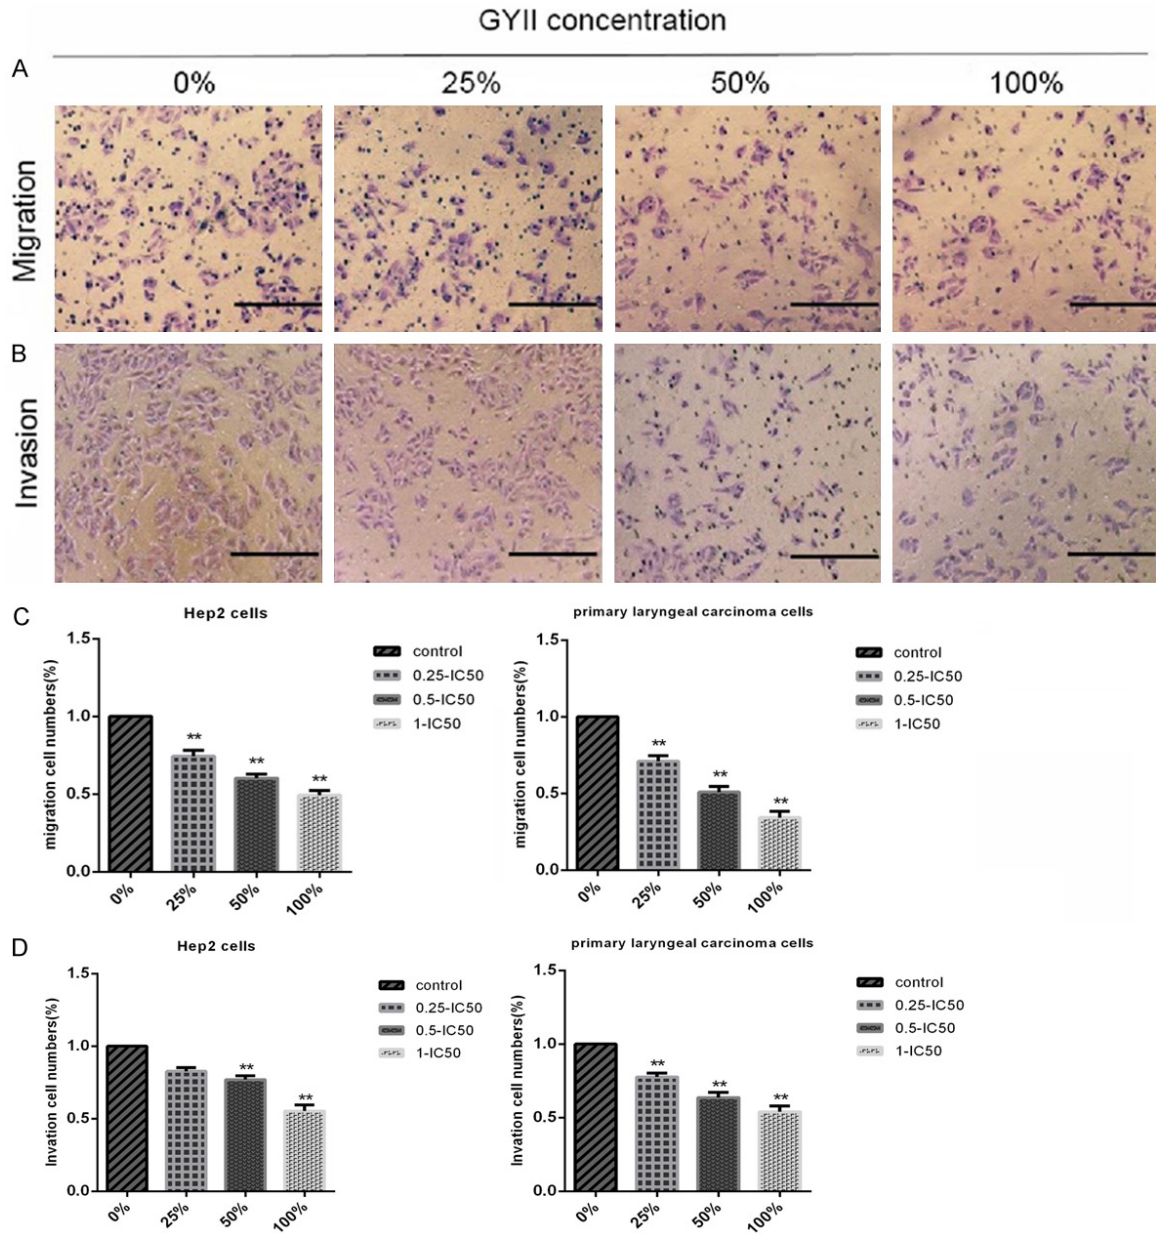 GYII concentration
A
0% 25% 50% 100%
Migration
B
Invasion
C
Hep2 cells
migration cell numbers(%)
1.5
1.0
0.5
0.0
0% 25% 50% 100%
control
0.25-IC50
0.5-IC50
1-IC50
** ** **
primary laryngeal carcinoma cells
migration cell numbers(%)
1.5
1.0
0.5
0.0
0% 25% 50% 100%
control
0.25-IC50
0.5-IC50
1-IC50
** ** **
D
Hep2 cells
Invation cell numbers(%)
1.5
1.0
0.5
0.0
0% 25% 50% 100%
control
0.25-IC50
0.5-IC50
1-IC50
** **
primary laryngeal carcinoma cells
Invation cell numbers(%)
1.5
1.0
0.5
0.0
0% 25% 50% 100%
control
0.25-IC50
0.5-IC50
1-IC50
** ** **